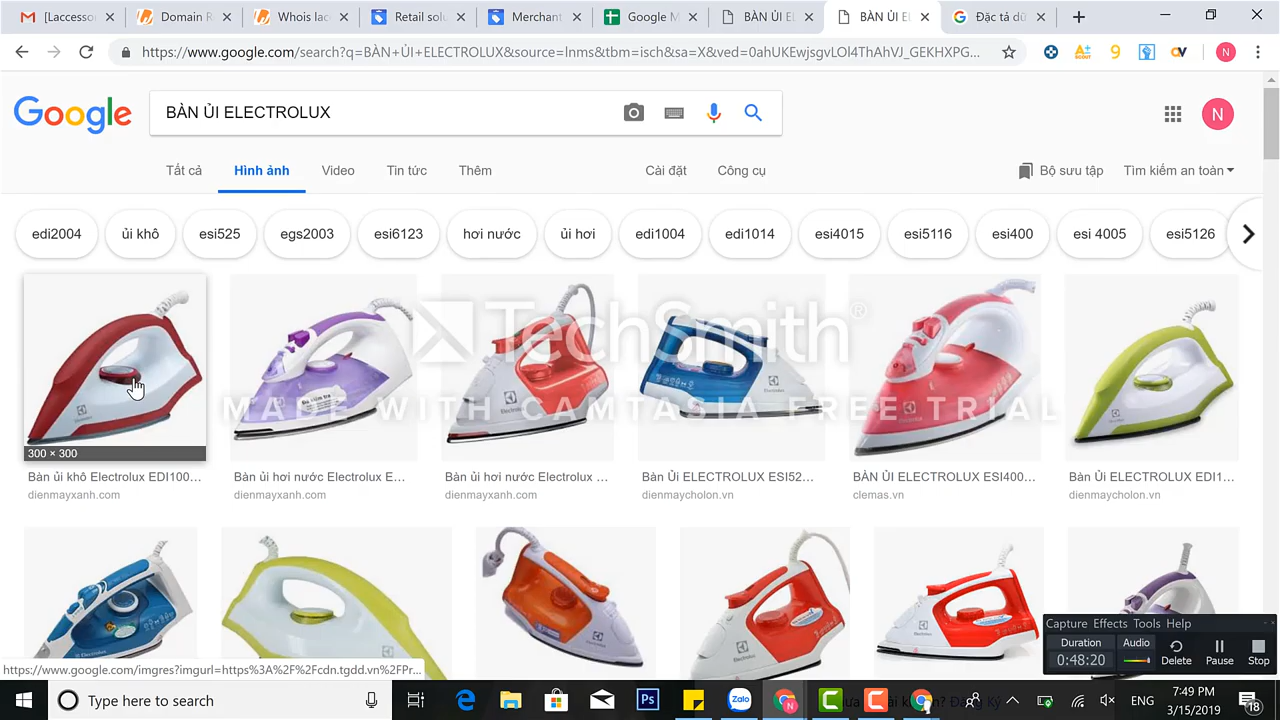 [Laccesso
Domain R
Whois lac
Retail solu
Merchant
Google M
BÀN ỦI EL
BÀN ỦI EL
Đặc tả dữ
https://www.google.com/search?q=BÀN+ỦI+ELECTROLUX&source=lnms&tbm=isch&sa=X&ved=0ahUKEwjsgvLOl4ThAhVJ_GEKHXPG...
N
Google
BÀN ỦI ELECTROLUX
N
Tất cả
Hình ảnh
Video
Tin tức
Thêm
Cài đặt
Công cụ
Bộ sưu tập
Tìm kiếm an toàn
edi2004
ủi khô
esi525
egs2003
esi6123
hơi nước
ủi hơi
edi1004
edi1014
esi4015
esi5116
esi400
esi 4005
esi5126
TechSmith®
MADE WITH CAMTASIA FREE TRIAL
300 × 300
Bàn ủi khô Electrolux EDI100...
dienmayxanh.com
Bàn ủi hơi nước Electrolux E...
dienmayxanh.com
Bàn ủi hơi nước Electrolux ...
dienmayxanh.com
Bàn Ủi ELECTROLUX ESI52...
dienmaycholon.vn
BÀN ỦI ELECTROLUX ESI400...
clemas.vn
Bàn Ủi ELECTROLUX EDI1...
dienmaycholon.vn
Capture Effects Tools Help
Duration
0:48:20
Audio
Delete
Pause
Stop
https://www.google.com/imgres?imgurl=https%3A%2F%2Fcdn.tgdd.vn%2FPr...
Type here to search
Ps
Zalo
Đăng Ký
ENG
7:49 PM
3/15/2019
18